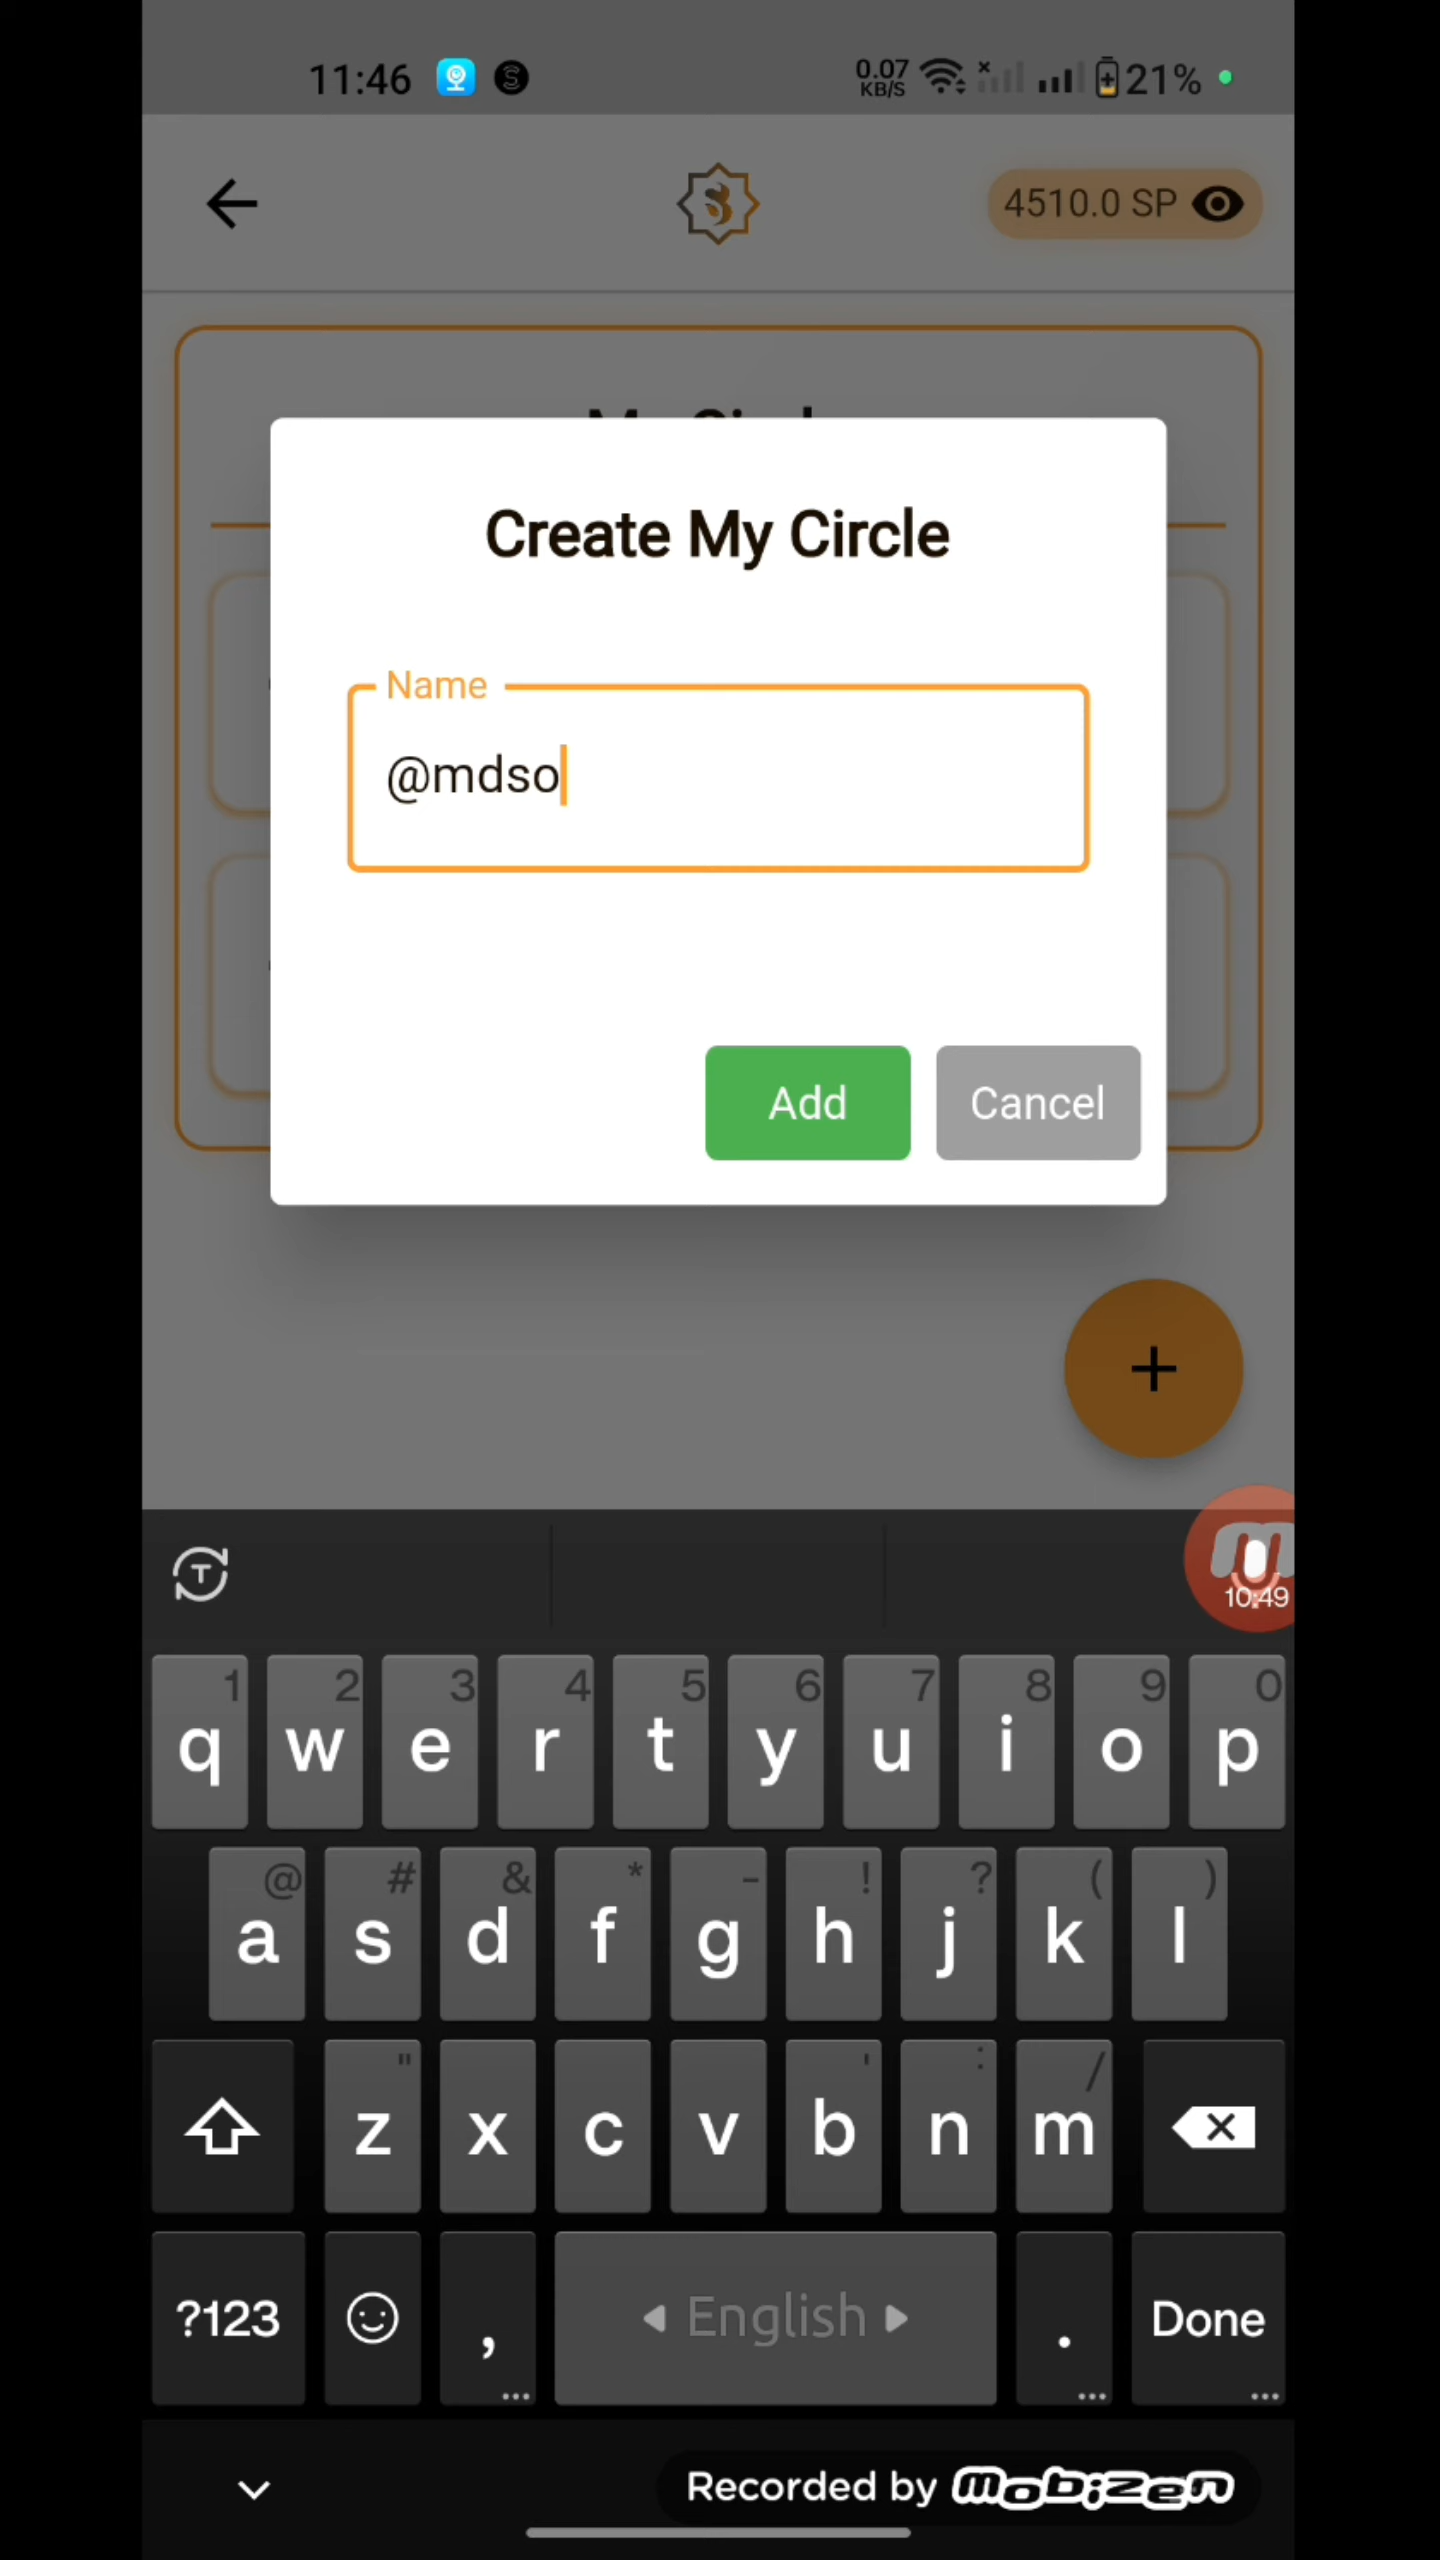 11:46
0.07
KB/S
21%
4510.0 SP
Create My Circle
Name
@mdso
Add
Cancel
+
10:49
1 2 3 4 5 6 7 8 9 0
q w e r t y u i o p
@ # & * - ! ? ( )
a s d f g h j k l
" ' : /
z x c v b n m
?123 , English . Done
Recorded by mobizen